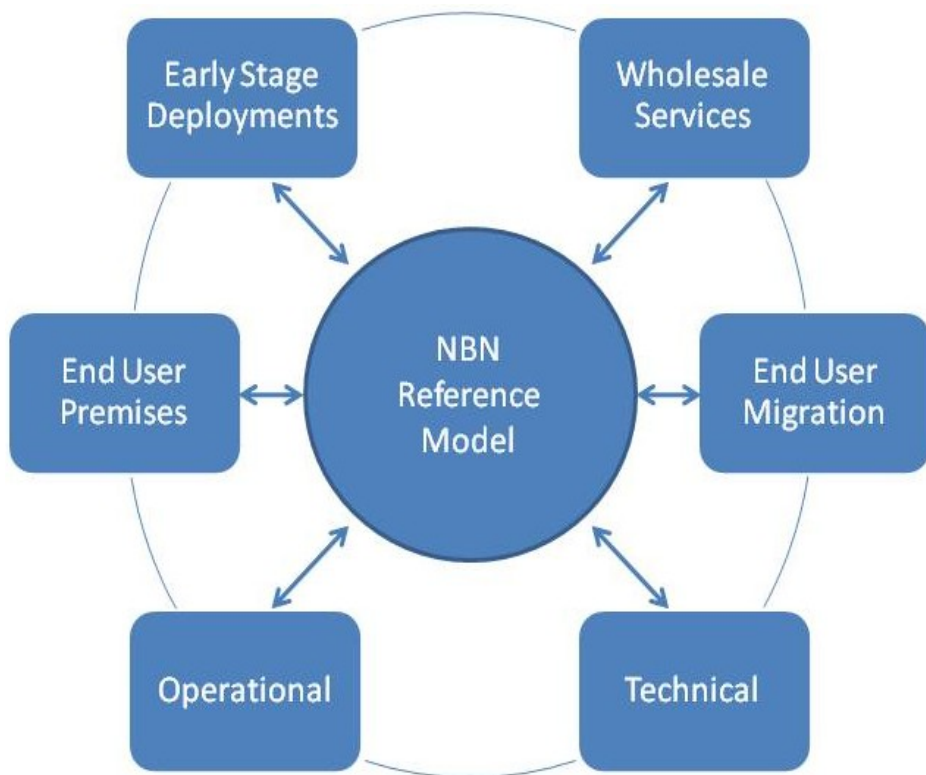 Early Stage
Deployments
Wholesale
Services
End User
Premises
NBN
Reference
Model
End User
Migration
Operational
Technical